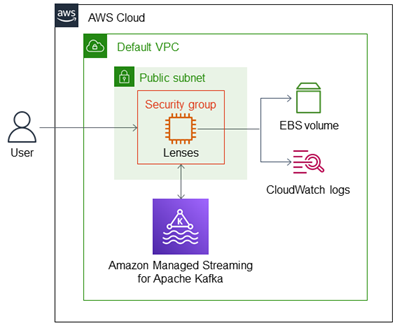 aws
AWS Cloud
Default VPC
Public subnet
Security group
Lenses
User
EBS volume
CloudWatch logs
K
Amazon Managed Streaming
for Apache Kafka